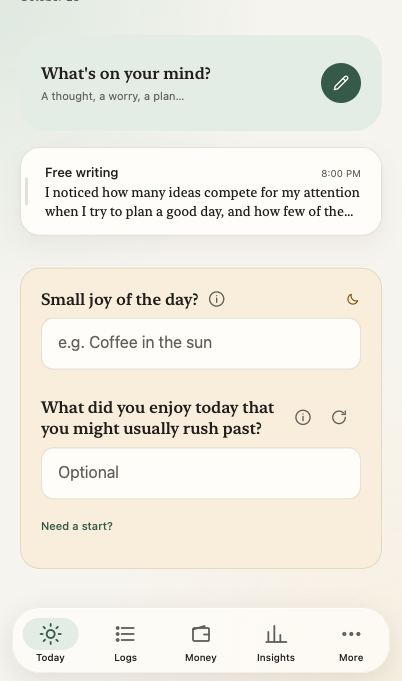 What's on your mind?
A thought, a worry, a plan...
Free writing
8:00 PM
I noticed how many ideas compete for my attention
when I try to plan a good day, and how few of the...
Small joy of the day?
e.g. Coffee in the sun
What did you enjoy today that
you might usually rush past?
Optional
Need a start?
Today
Logs
Money
Insights
More